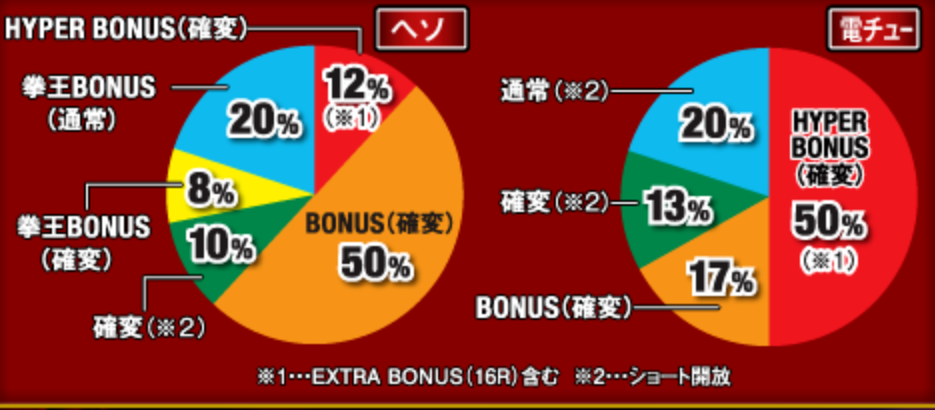 ヘソ
HYPER BONUS(確変)
12%
(※1)
拳王BONUS
(通常)
20%
8%
拳王BONUS
(確変)
10%
確変(※2)
BONUS(確変)
50%
電チュー
通常(※2)
20%
HYPER
BONUS
(確変)
50%
(※1)
確変(※2)
13%
17%
BONUS(確変)
※1…EXTRA BONUS(16R)含む ※2…ショート開放